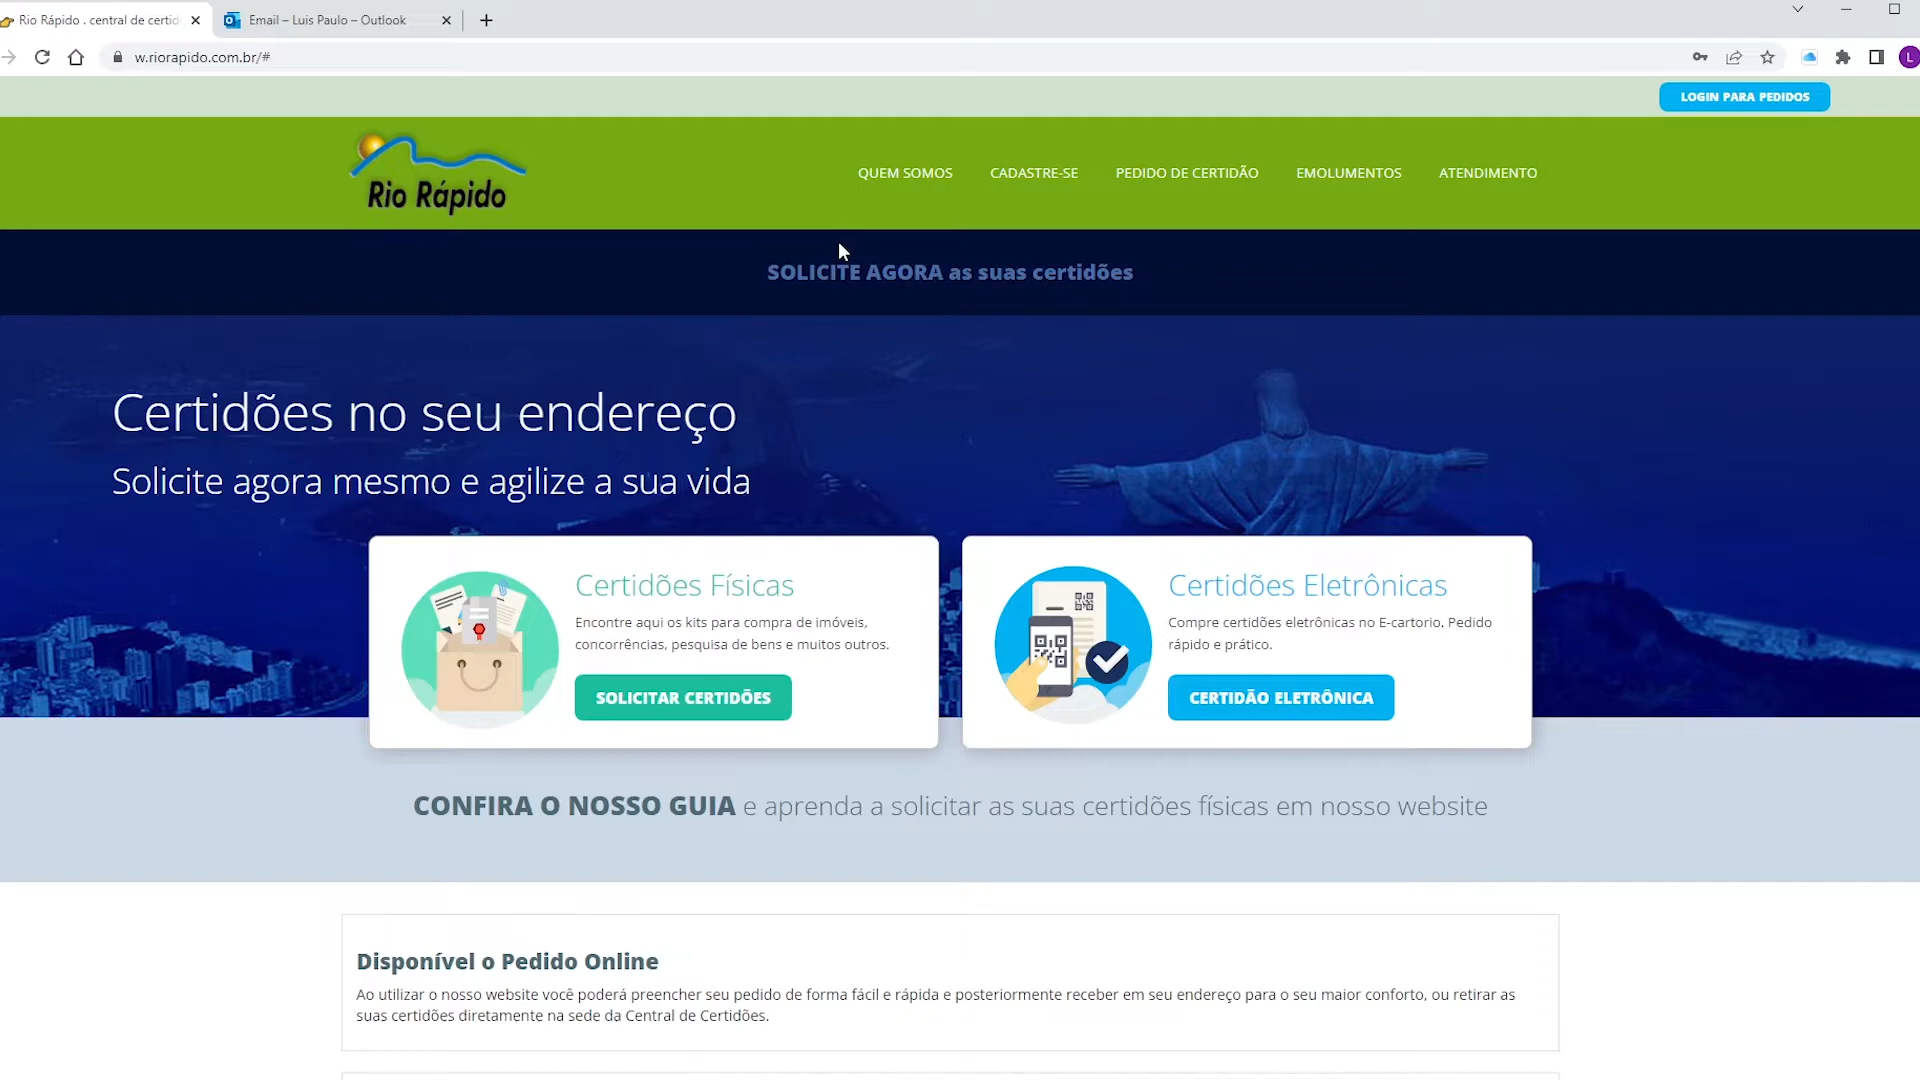 Rio Rápido . central de certid
Email – Luis Paulo – Outlook
w.riorapido.com.br/#
L
LOGIN PARA PEDIDOS
Rio Rápido
QUEM SOMOS
CADASTRE-SE
PEDIDO DE CERTIDÃO
EMOLUMENTOS
ATENDIMENTO
SOLICITE AGORA as suas certidões
Certidões no seu endereço
Solicite agora mesmo e agilize a sua vida
Certidões Físicas
Encontre aqui os kits para compra de imóveis,
concorrências, pesquisa de bens e muitos outros.
SOLICITAR CERTIDÕES
Certidões Eletrônicas
Compre certidões eletrônicas no E-cartorio. Pedido
rápido e prático.
CERTIDÃO ELETRÔNICA
CONFIRA O NOSSO GUIA e aprenda a solicitar as suas certidões físicas em nosso website
Disponível o Pedido Online
Ao utilizar o nosso website você poderá preencher seu pedido de forma fácil e rápida e posteriormente receber em seu endereço para o seu maior conforto, ou retirar as
suas certidões diretamente na sede da Central de Certidões.